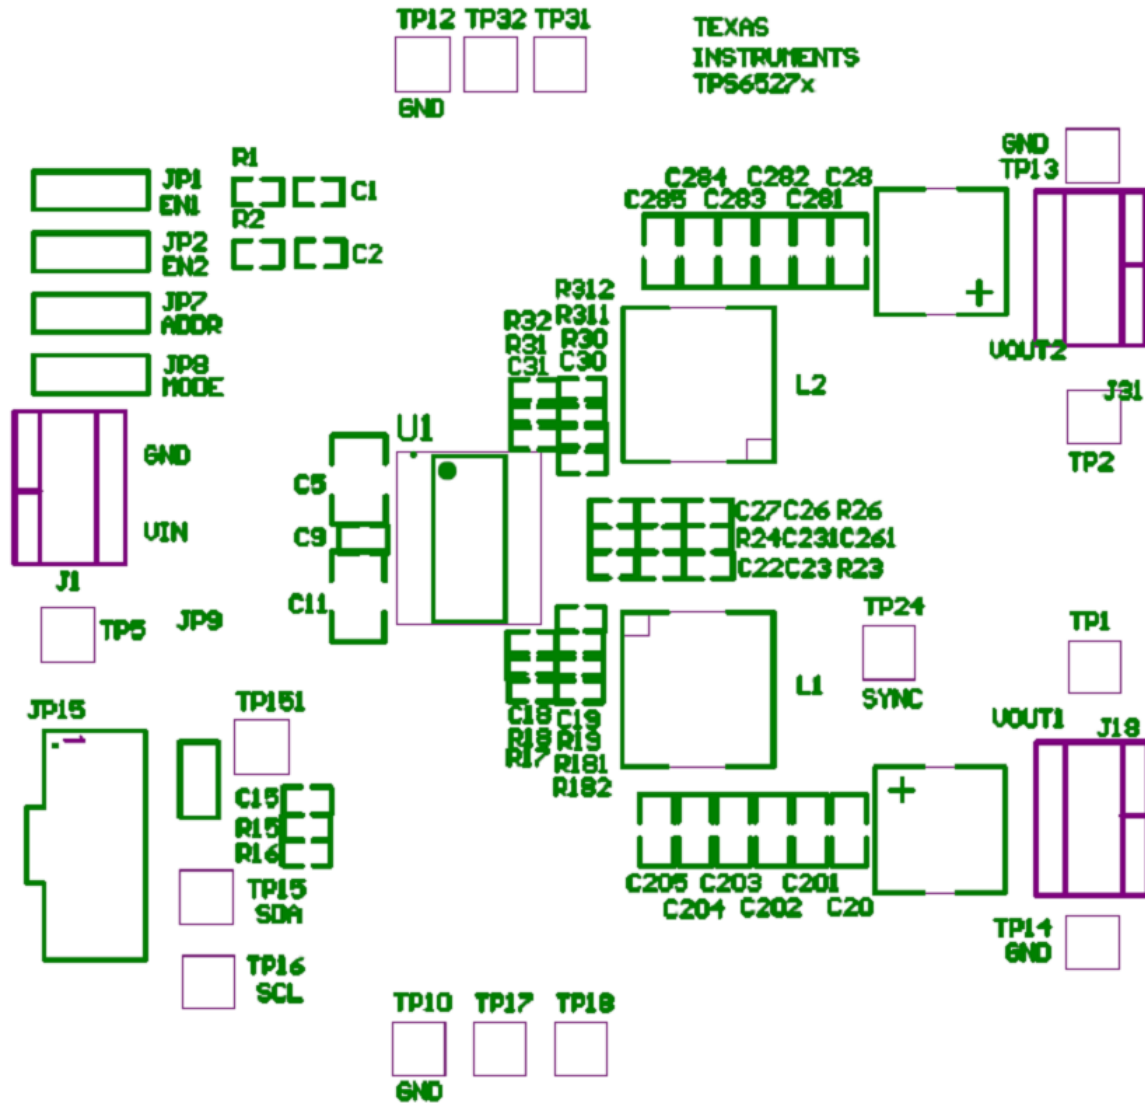 TP12 TP32 TP31
GND
TEXAS
INSTRUMENTS
TPS6527x
GND
TP13
R1
JP1
EN1
C1
R2
JP2
EN2
C2
JP7
ADDR
JP8
MODE
C284 C282 C28
C285 C283 C281
+
VOUT2
J31
TP2
R312
R311
R30
C30
R32
R31
C31
L2
U1
GND
VIN
J1
TP5
C5
C9
C11
C27 C26 R26
R24 C231 C261
C22 C23 R23
JP9
TP24
SYNC
TP1
L1
C18
R18
R17
C19
R19
R181
R182
VOUT1
J18
JP15
1
TP151
C15
R15
R16
TP15
SDA
TP16
SCL
+
C205 C203 C201
C204 C202 C20
TP14
GND
TP10 TP17 TP18
GND